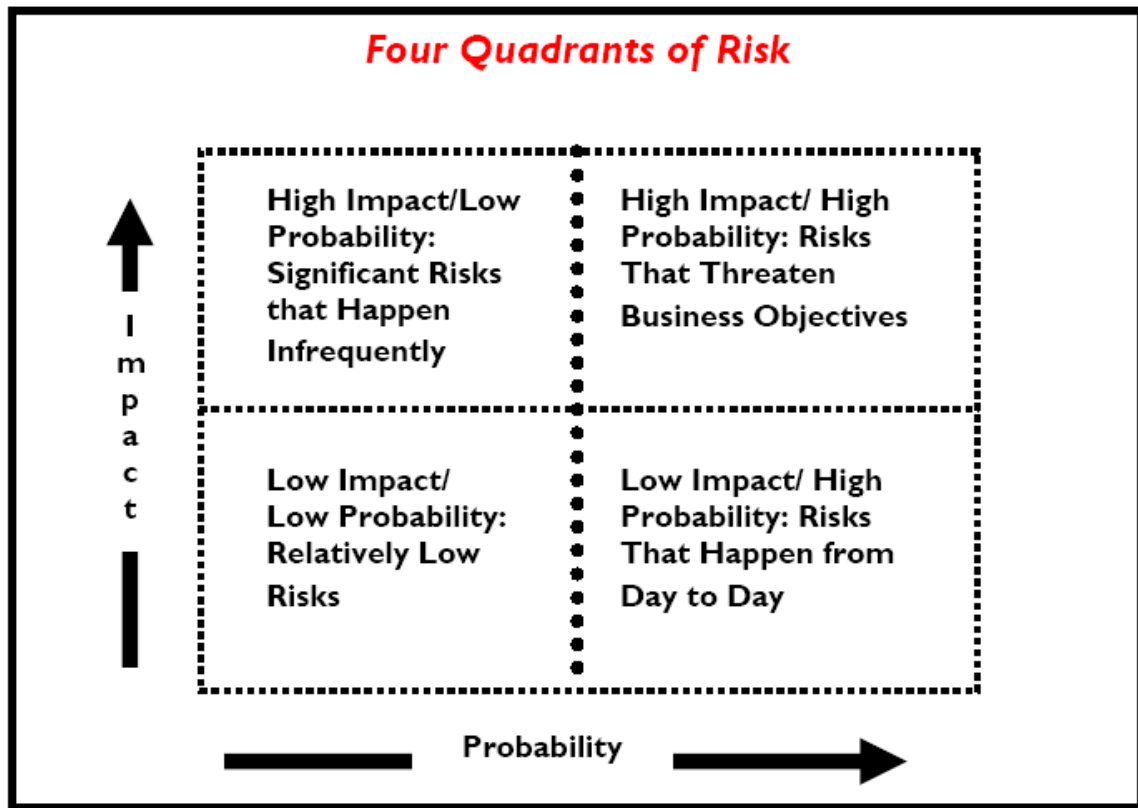 Four Quadrants of Risk
High Impact/Low
Probability:
Significant Risks
that Happen
Infrequently
High Impact/ High
Probability: Risks
That Threaten
Business Objectives
Impact
Low Impact/
Low Probability:
Relatively Low
Risks
Low Impact/ High
Probability: Risks
That Happen from
Day to Day
Probability